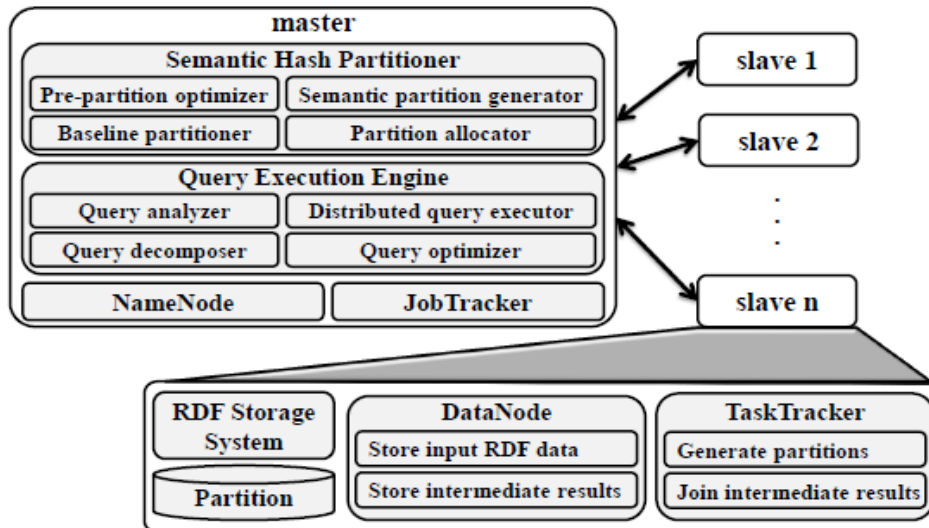 master
Semantic Hash Partitioner
Pre-partition optimizer
Semantic partition generator
Baseline partitioner
Partition allocator
Query Execution Engine
Query analyzer
Distributed query executor
Query decomposer
Query optimizer
NameNode
JobTracker
slave 1
slave 2
.
.
.
slave n
RDF Storage
System
Partition
DataNode
Store input RDF data
Store intermediate results
TaskTracker
Generate partitions
Join intermediate results